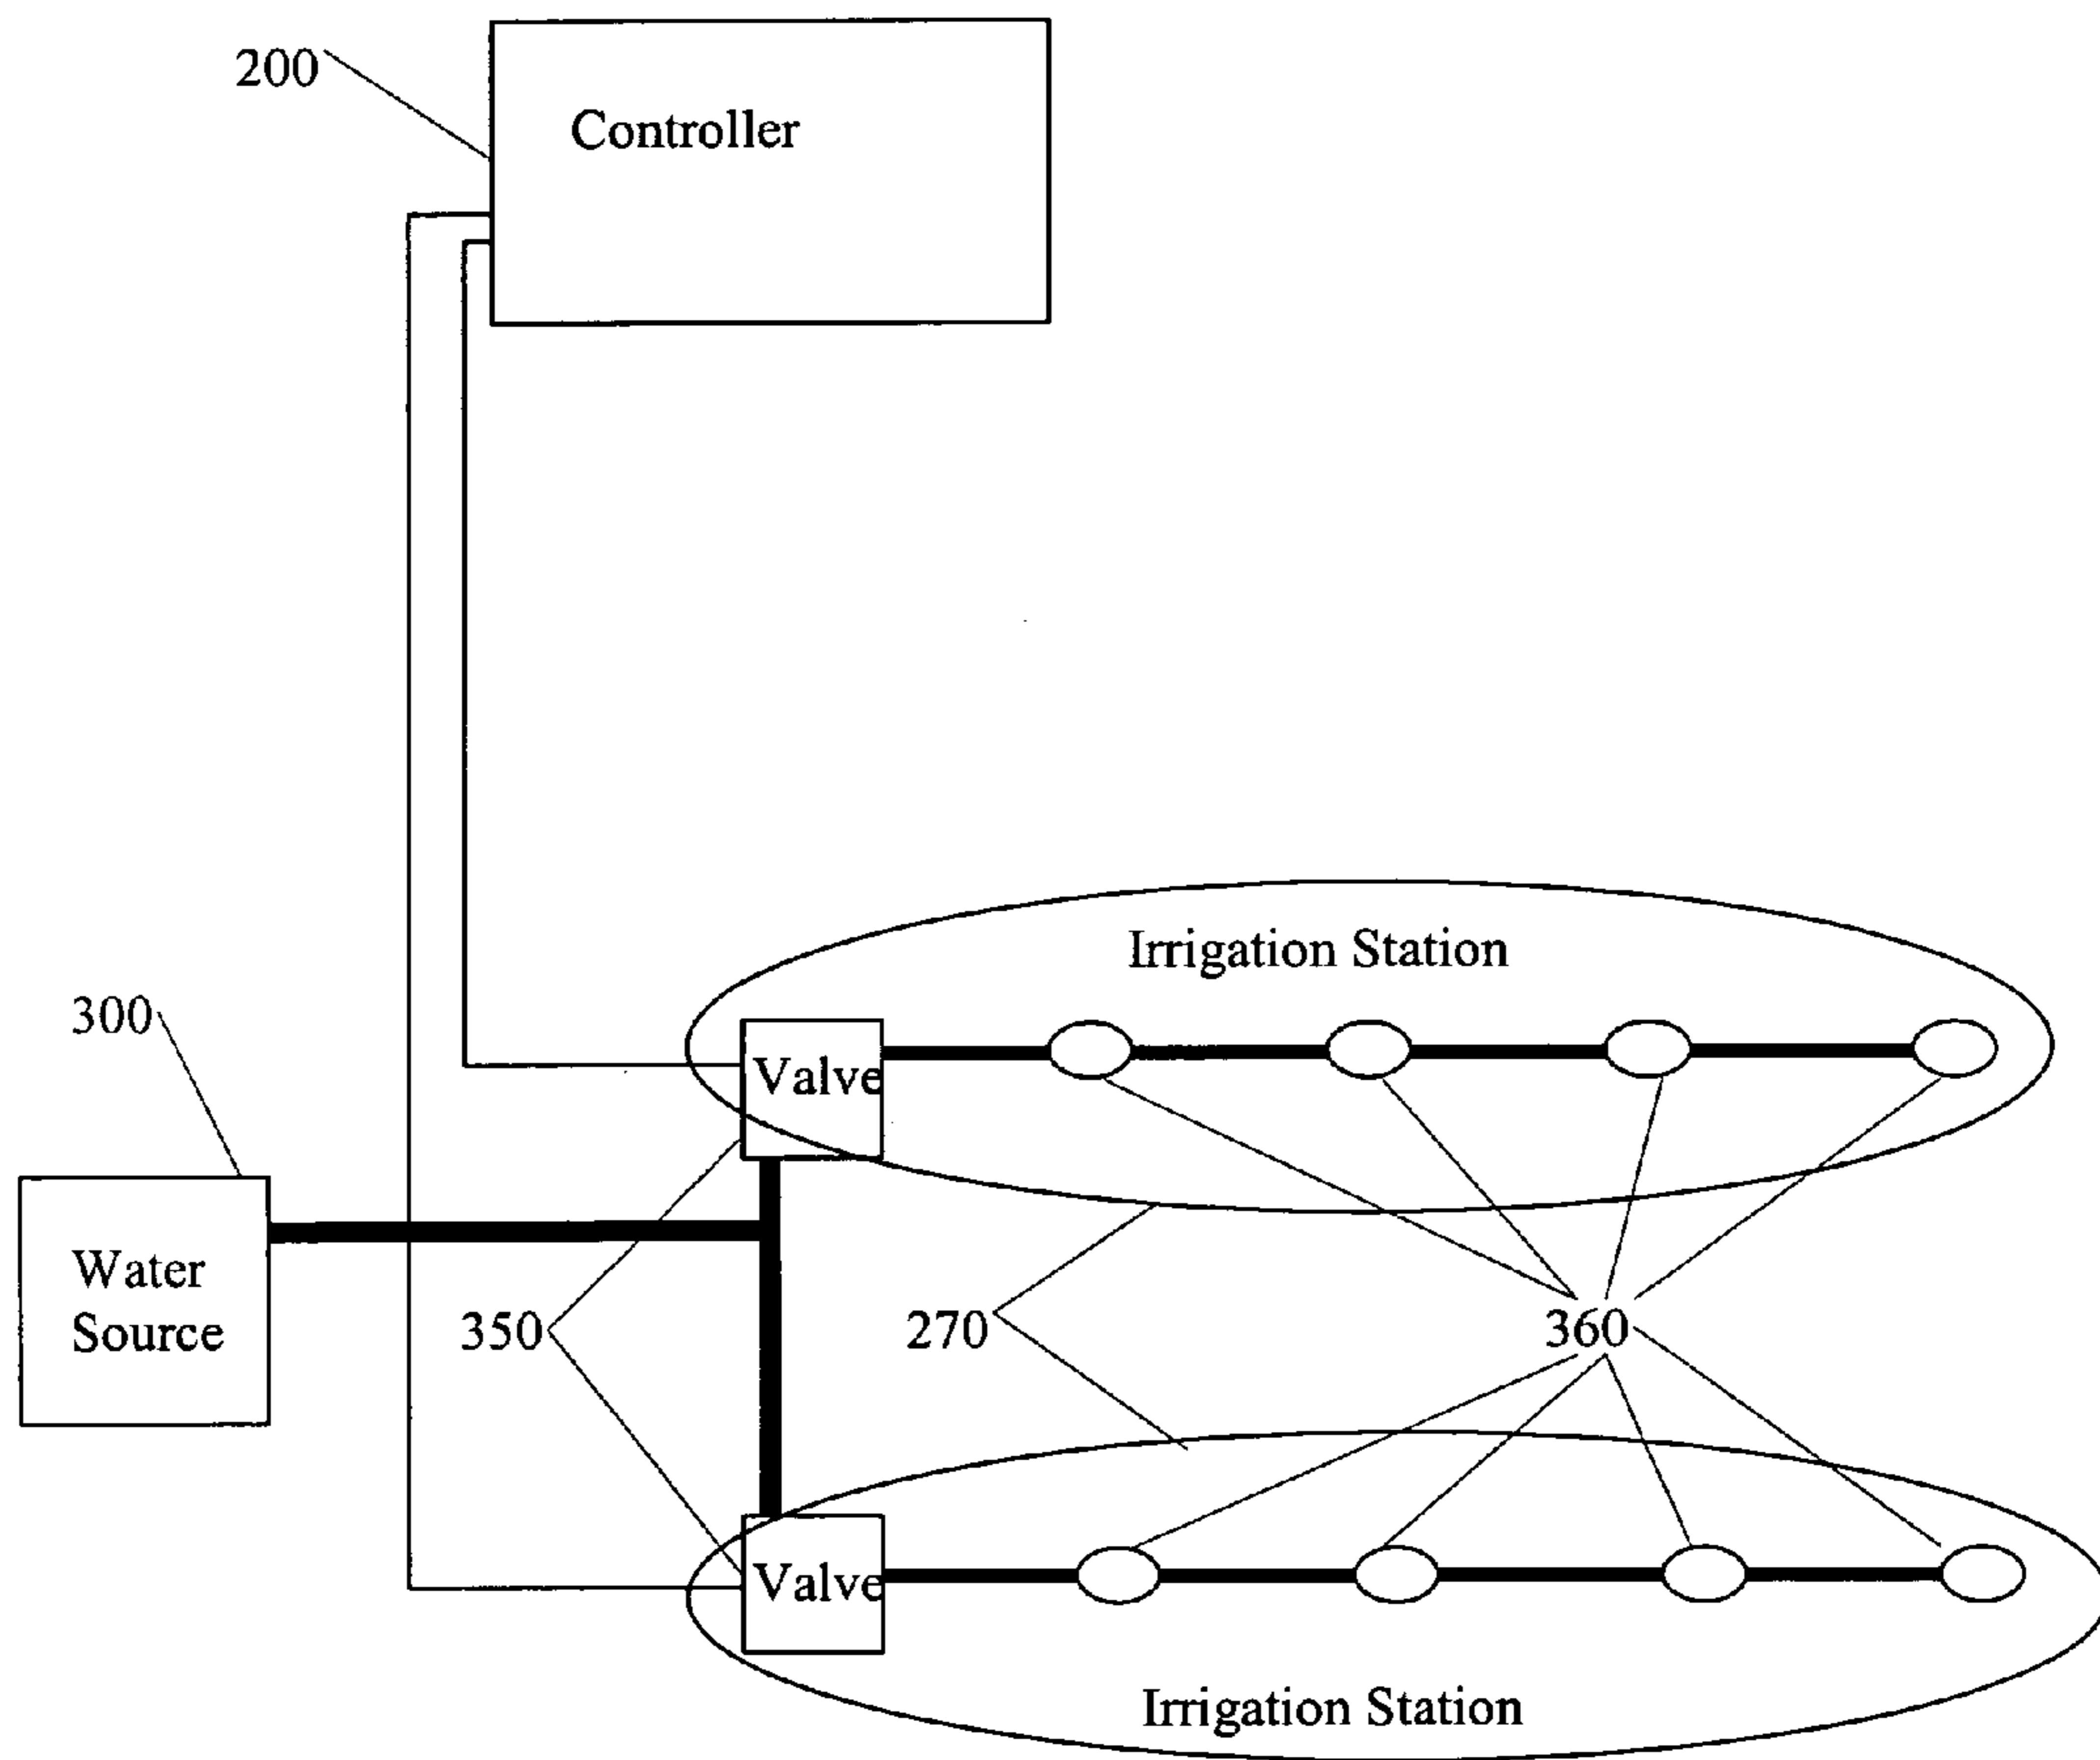 200
Controller
Irrigation Station
300
Valve
Water
Source
350
270
360
Valve
Irrigation Station